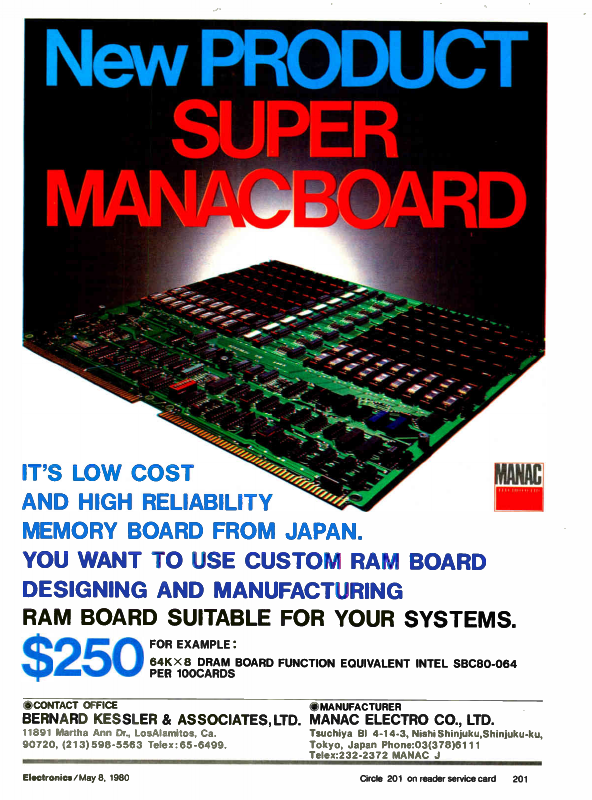 New PRODUCT
SUPER
MANACBOARD
IT'S LOW COST
AND HIGH RELIABILITY
MEMORY BOARD FROM JAPAN.
YOU WANT TO USE CUSTOM RAM BOARD
DESIGNING AND MANUFACTURING
RAM BOARD SUITABLE FOR YOUR SYSTEMS.
MANAC
$250
FOR EXAMPLE:
64K×8 DRAM BOARD FUNCTION EQUIVALENT INTEL SBC80-064
PER 100CARDS
◉CONTACT OFFICE
BERNARD KESSLER & ASSOCIATES, LTD.
11891 Martha Ann Dr., LosAlamitos, Ca.
90720, (213)598-5563 Telex:65-6499.
◉MANUFACTURER
MANAC ELECTRO CO., LTD.
Tsuchiya Bl 4-14-3, Nishi Shinjuku,Shinjuku-ku,
Tokyo, Japan Phone:03(378)6111
Telex:232-2372 MANAC J
Electronics/May 8, 1980
Circle 201 on reader service card 201